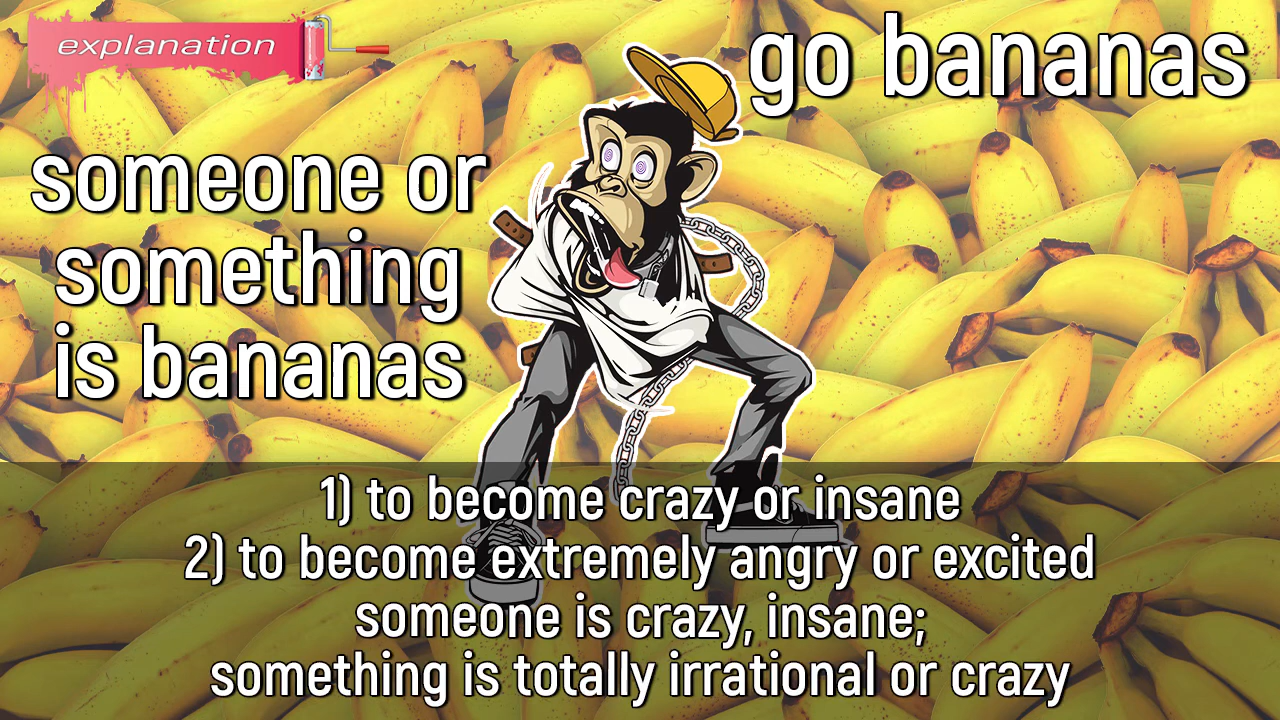 explanation
go bananas
someone or
something
is bananas
1) to become crazy or insane
2) to become extremely angry or excited
someone is crazy, insane;
something is totally irrational or crazy